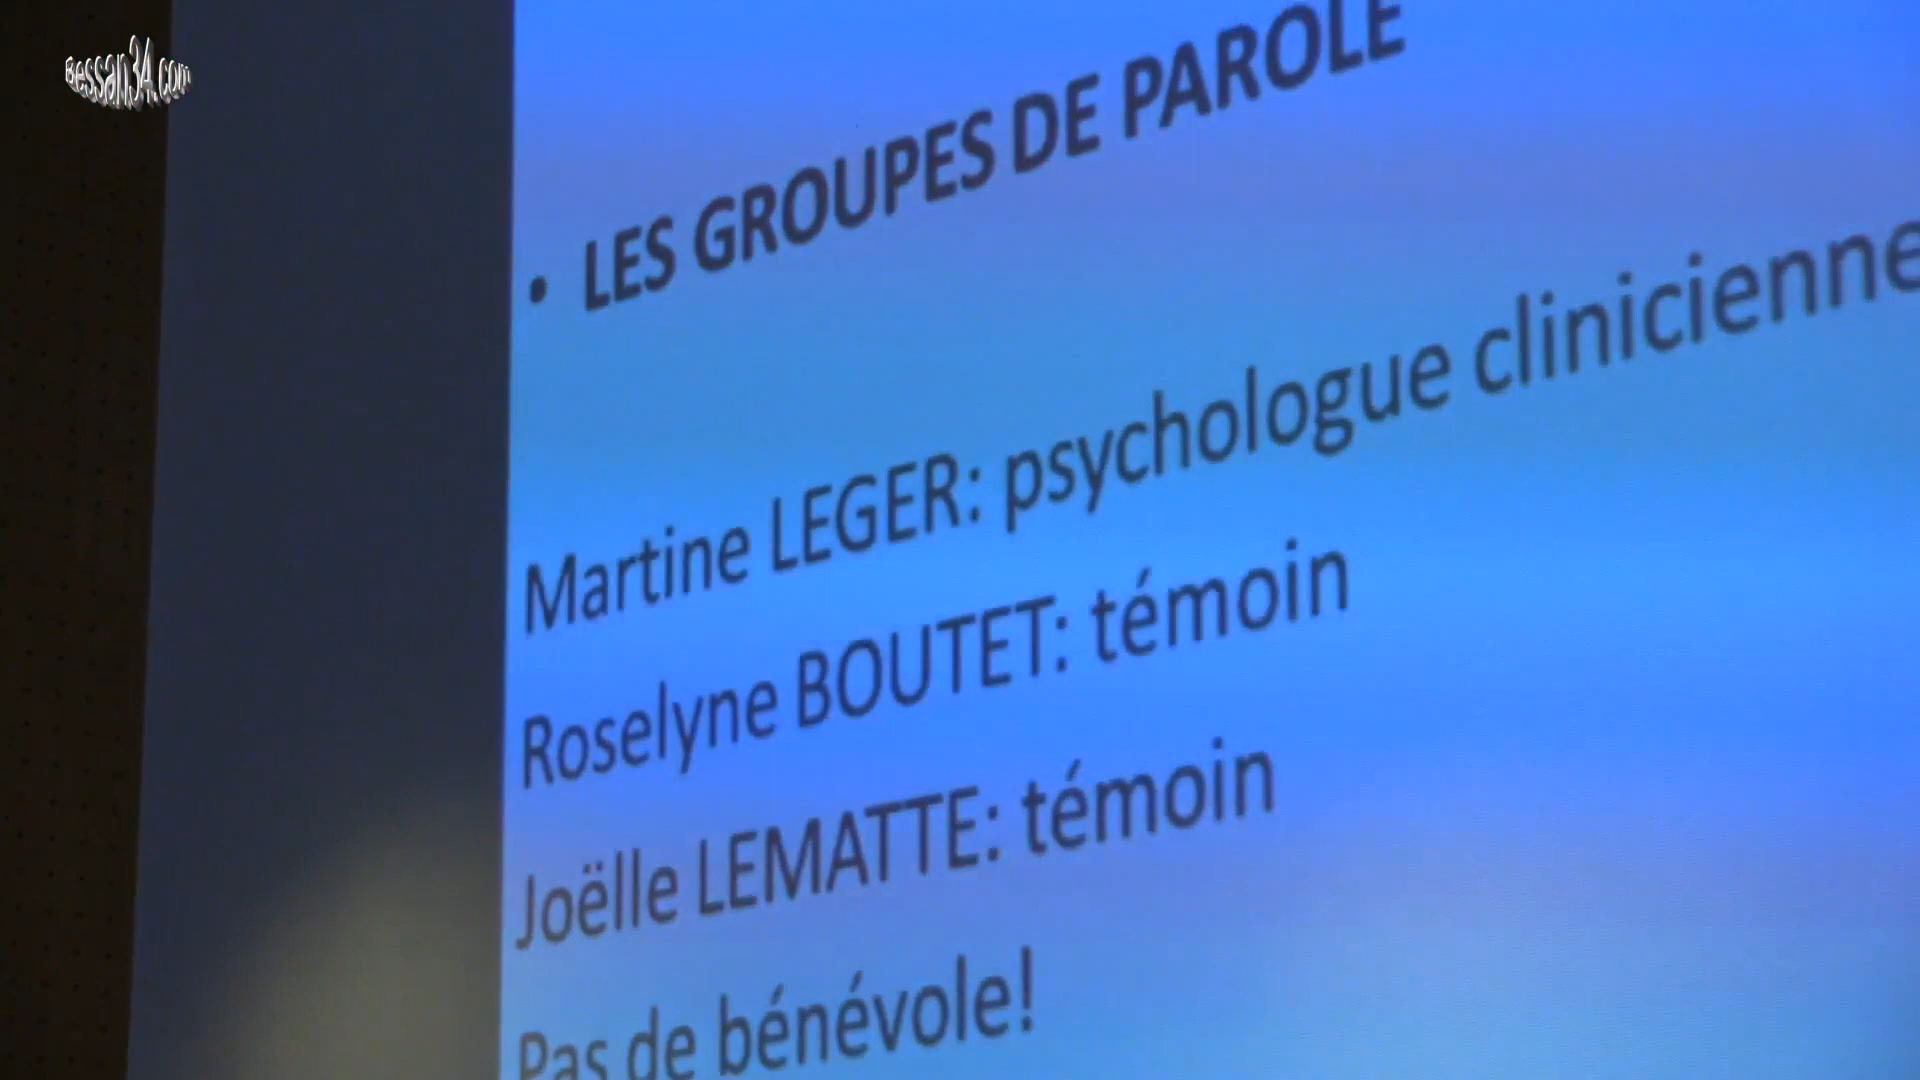 Bessan34.com
• LES GROUPES DE PAROLE
Martine LEGER: psychologue clinicienne
Roselyne BOUTET: témoin
Joëlle LEMATTE: témoin
Pas de bénévole!